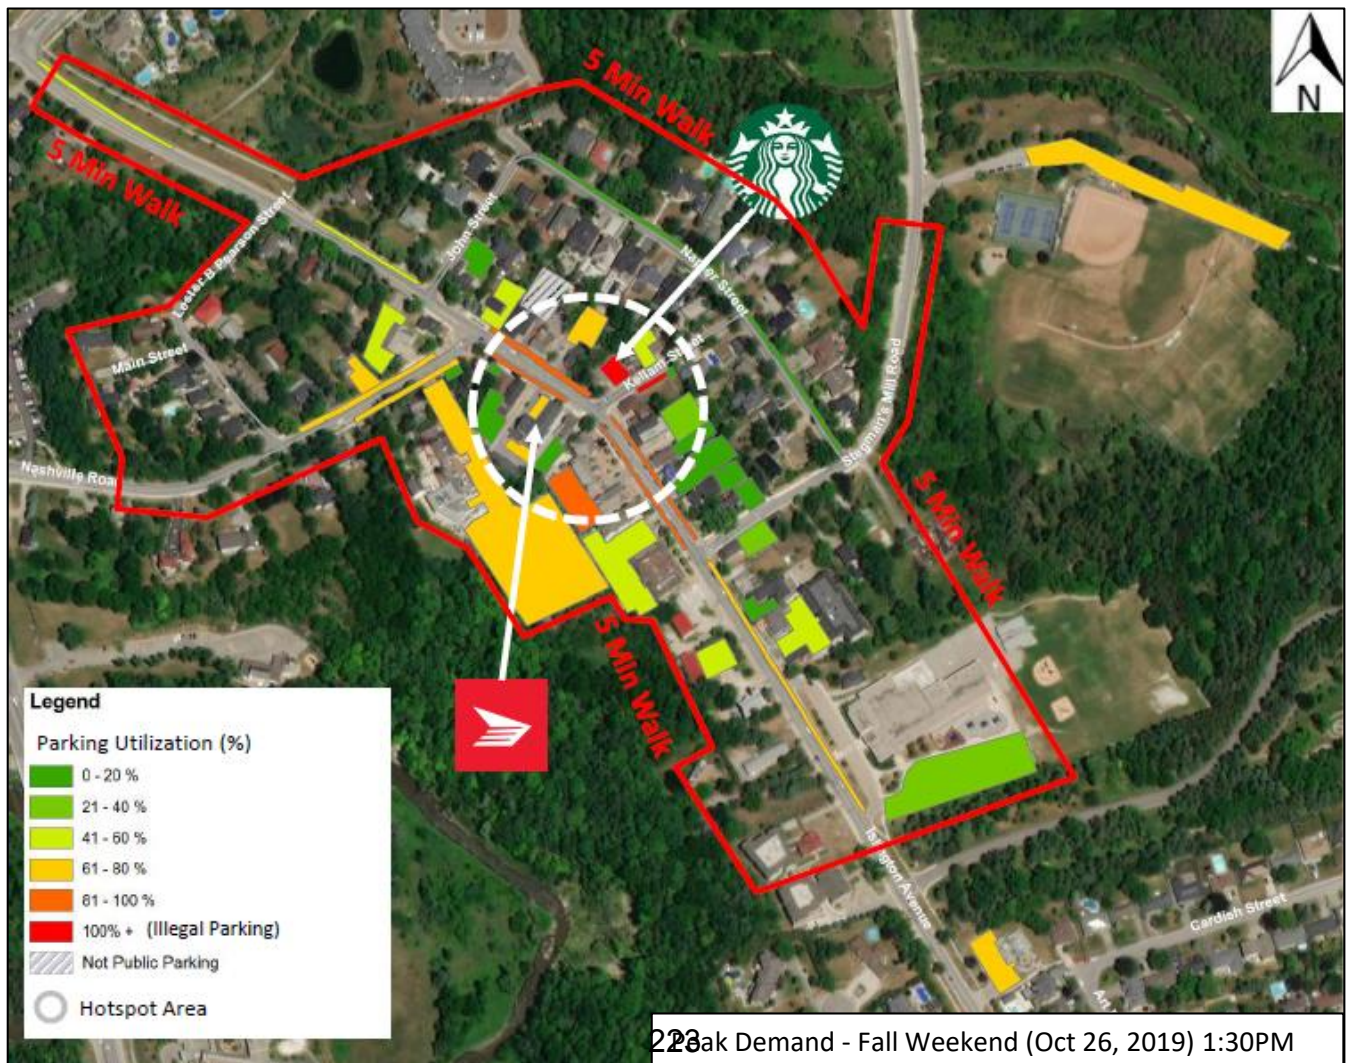 N
5 Min Walk
5 Min Walk
John Street
Lester B Pearson Street
Napier Street
Main Street
Kellam Street
Stegman's Mill Road
Nashville Road
5 Min Walk
5 Min Walk
Islington Avenue
Cardish Street
Legend
Parking Utilization (%)
0 - 20 %
21 - 40 %
41 - 60 %
61 - 80 %
81 - 100 %
100% + (Illegal Parking)
Not Public Parking
Hotspot Area
223
Peak Demand - Fall Weekend (Oct 26, 2019) 1:30PM